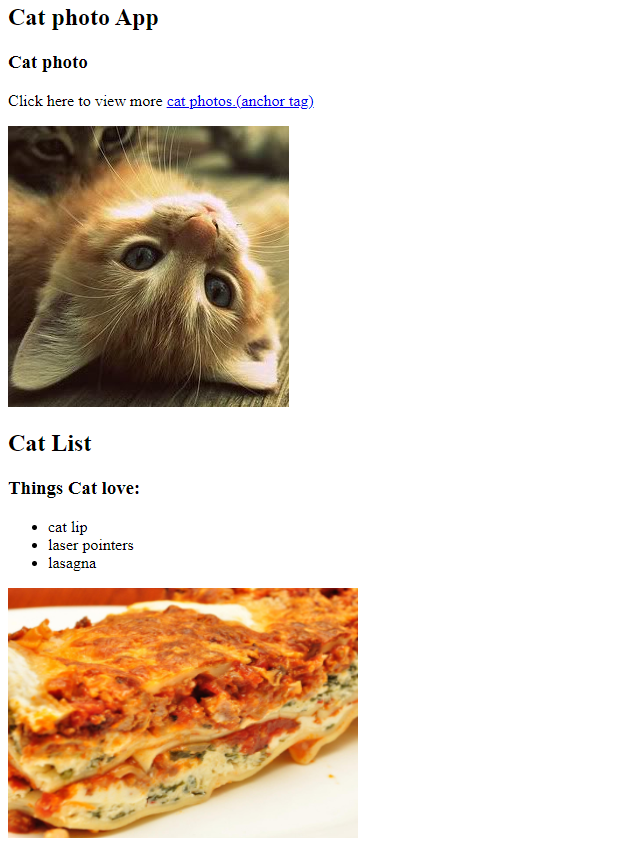 Cat photo App
Cat photo
Click here to view more cat photos.(anchor tag)
Cat List
Things Cat love:
cat lip
laser pointers
lasagna